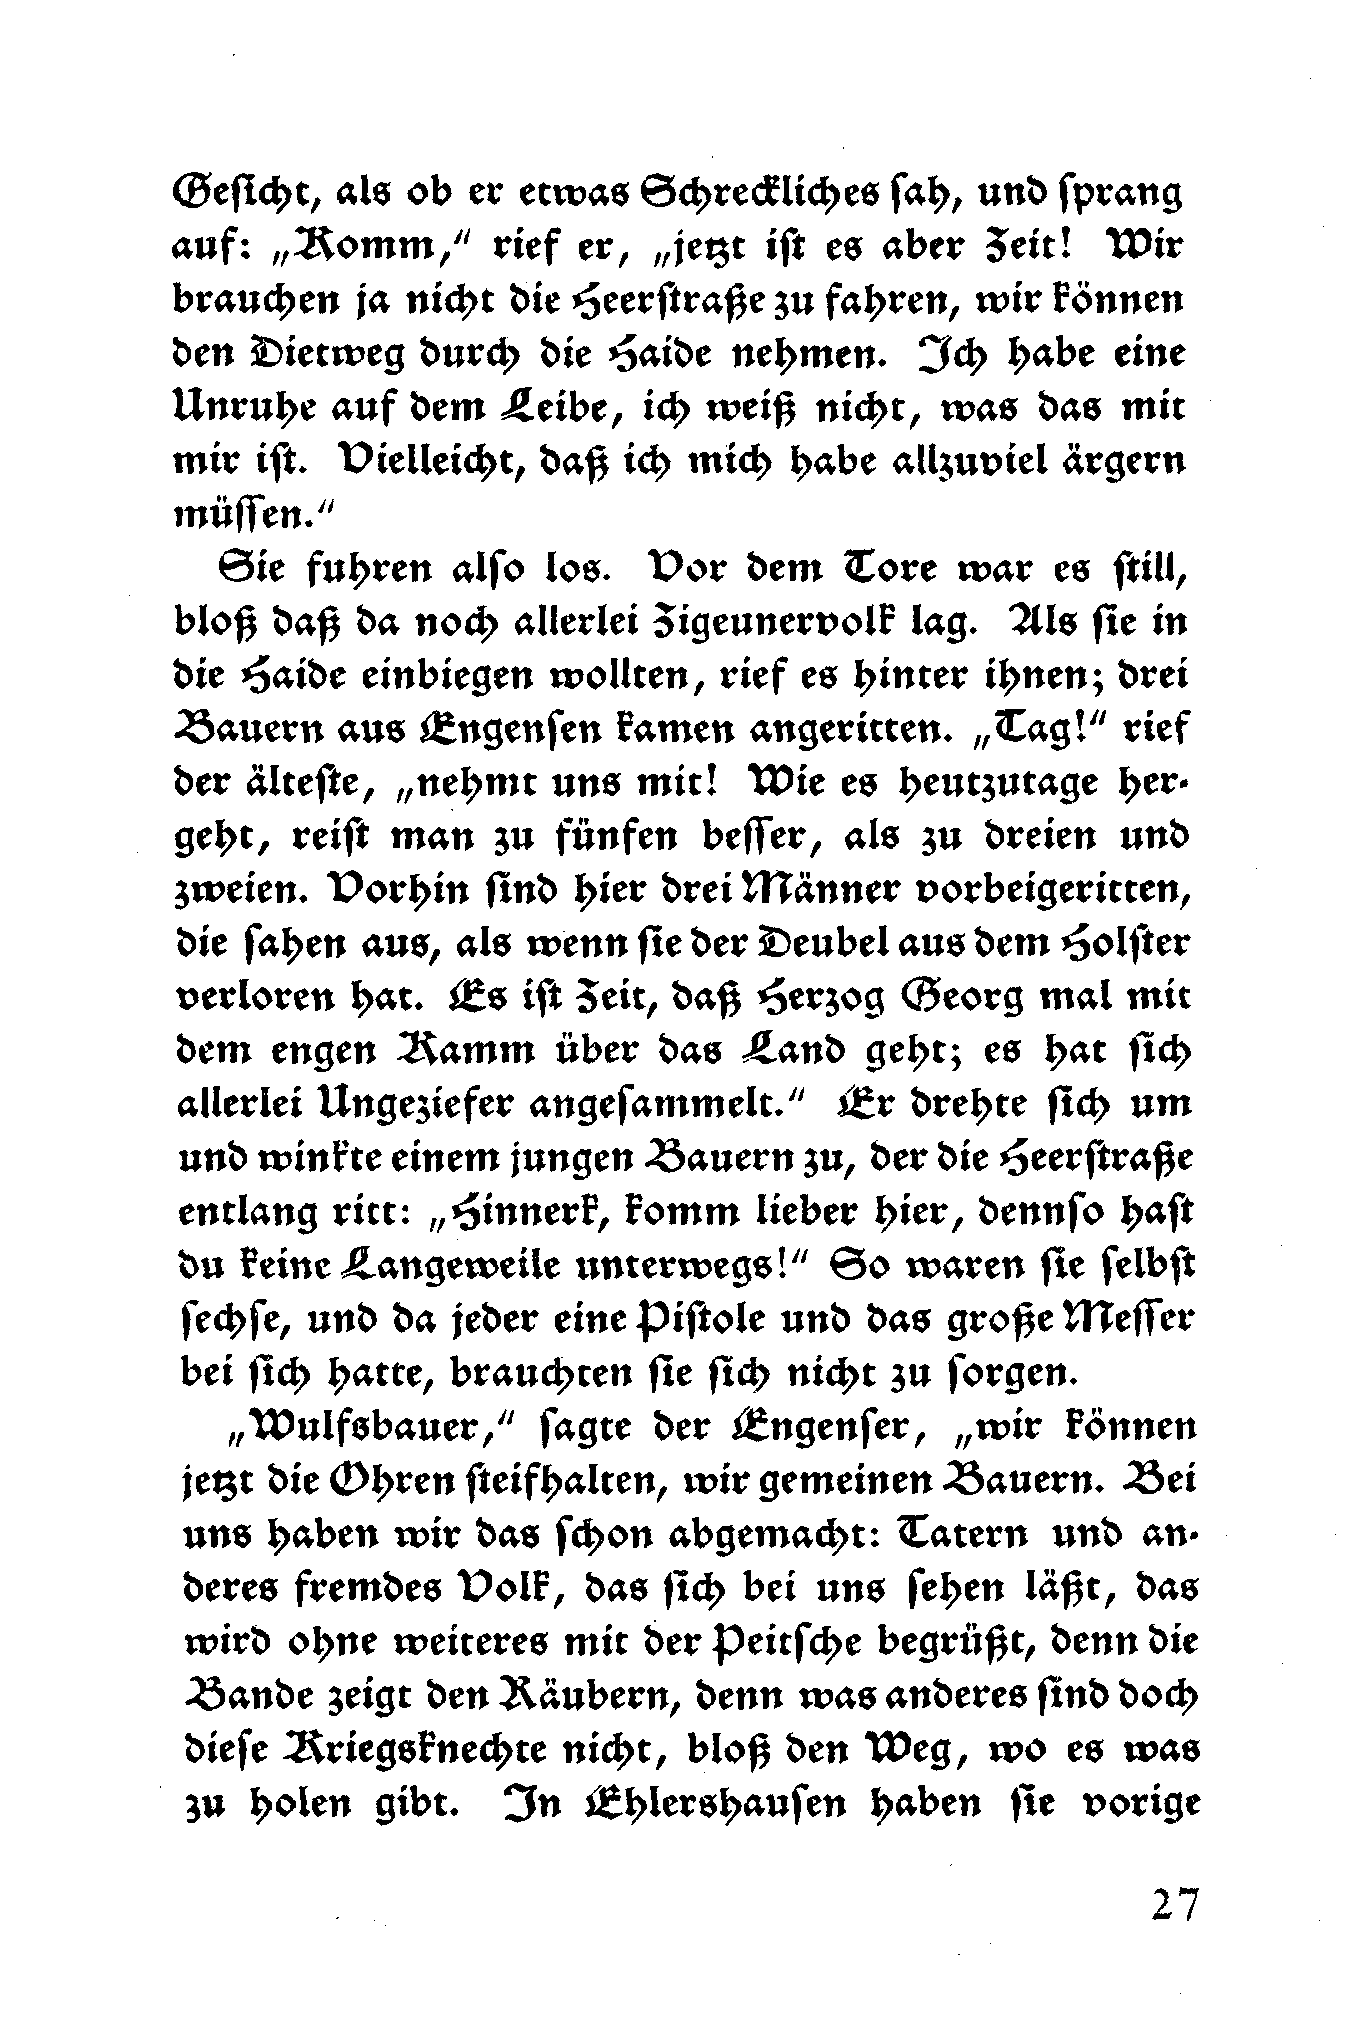 Geſicht, als ob er etwas Schreckliches ſah, und ſprang
auf: „Komm,“ rief er, „jetzt iſt es aber Zeit! Wir
brauchen ja nicht die Heerſtraße zu fahren, wir können
den Dietweg durch die Haide nehmen. Ich habe eine
Unruhe auf dem Leibe, ich weiß nicht, was das mit
mir iſt. Vielleicht, daß ich mich habe allzuviel ärgern
müſſen.“
Sie fuhren alſo los. Vor dem Tore war es ſtill,
bloß daß da noch allerlei Zigeunervolk lag. Als ſie in
die Haide einbiegen wollten, rief es hinter ihnen; drei
Bauern aus Engenſen kamen angeritten. „Tag!“ rief
der älteſte, „nehmt uns mit! Wie es heutzutage her-
geht, reiſt man zu fünfen beſſer, als zu dreien und
zweien. Vorhin ſind hier drei Männer vorbeigeritten,
die ſahen aus, als wenn ſie der Deubel aus dem Holſter
verloren hat. Es iſt Zeit, daß Herzog Georg mal mit
dem engen Kamm über das Land geht; es hat ſich
allerlei Ungeziefer angeſammelt.“ Er drehte ſich um
und winkte einem jungen Bauern zu, der die Heerſtraße
entlang ritt: „Hinnerk, komm lieber hier, dennſo haſt
du keine Langeweile unterwegs!“ So waren ſie ſelbſt
ſechſe, und da jeder eine Piſtole und das große Meſſer
bei ſich hatte, brauchten ſie ſich nicht zu ſorgen.
„Wulfsbauer,“ ſagte der Engenſer, „wir können
jetzt die Ohren ſteifhalten, wir gemeinen Bauern. Bei
uns haben wir das ſchon abgemacht: Tatern und an-
deres fremdes Volk, das ſich bei uns ſehen läßt, das
wird ohne weiteres mit der Peitſche begrüßt, denn die
Bande zeigt den Räubern, denn was anderes ſind doch
dieſe Kriegsknechte nicht, bloß den Weg, wo es was
zu holen gibt. In Ehlershauſen haben ſie vorige
27